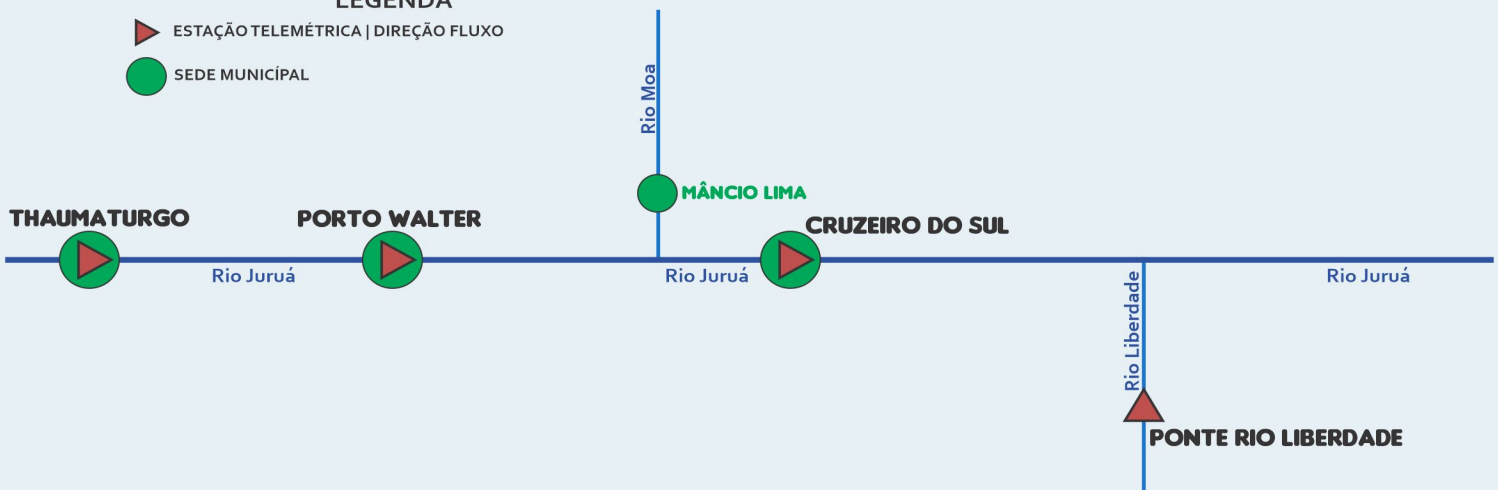 LEGENDA
ESTAÇÃO TELEMÉTRICA | DIREÇÃO FLUXO
SEDE MUNICÍPAL
Rio Moa
MÂNCIO LIMA
THAUMATURGO
PORTO WALTER
CRUZEIRO DO SUL
Rio Juruá
Rio Juruá
Rio Juruá
Rio Liberdade
PONTE RIO LIBERDADE